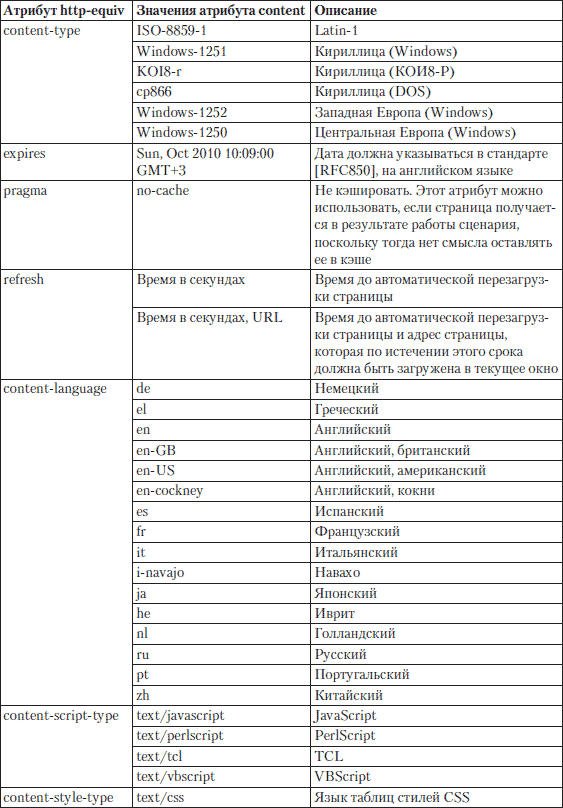 Атрибут http-equiv Значения атрибута content Описание
content-type ISO-8859-1 Latin-1
Windows-1251 Кириллица (Windows)
KOI8-r Кириллица (КОИ8-Р)
cp866 Кириллица (DOS)
Windows-1252 Западная Европа (Windows)
Windows-1250 Центральная Европа (Windows)
expires Sun, Oct 2010 10:09:00 Дата должна указываться в стандарте
GMT+3 [RFC850], на английском языке
pragma no-cache Не кэшировать. Этот атрибут можно
использовать, если страница получает-
ся в результате работы сценария,
поскольку тогда нет смысла оставлять
ее в кэше
refresh Время в секундах Время до автоматической перезагруз-
ки страницы
Время в секундах, URL Время до автоматической перезагруз-
ки страницы и адрес страницы,
которая по истечении этого срока
должна быть загружена в текущее окно
content-language de Немецкий
el Греческий
en Английский
en-GB Английский, британский
en-US Английский, американский
en-cockney Английский, кокни
es Испанский
fr Французский
it Итальянский
i-navajo Навахо
ja Японский
he Иврит
nl Голландский
ru Русский
pt Португальский
zh Китайский
content-script-type text/javascript JavaScript
text/perlscript PerlScript
text/tcl TCL
text/vbscript VBScript
content-style-type text/css Язык таблиц стилей CSS